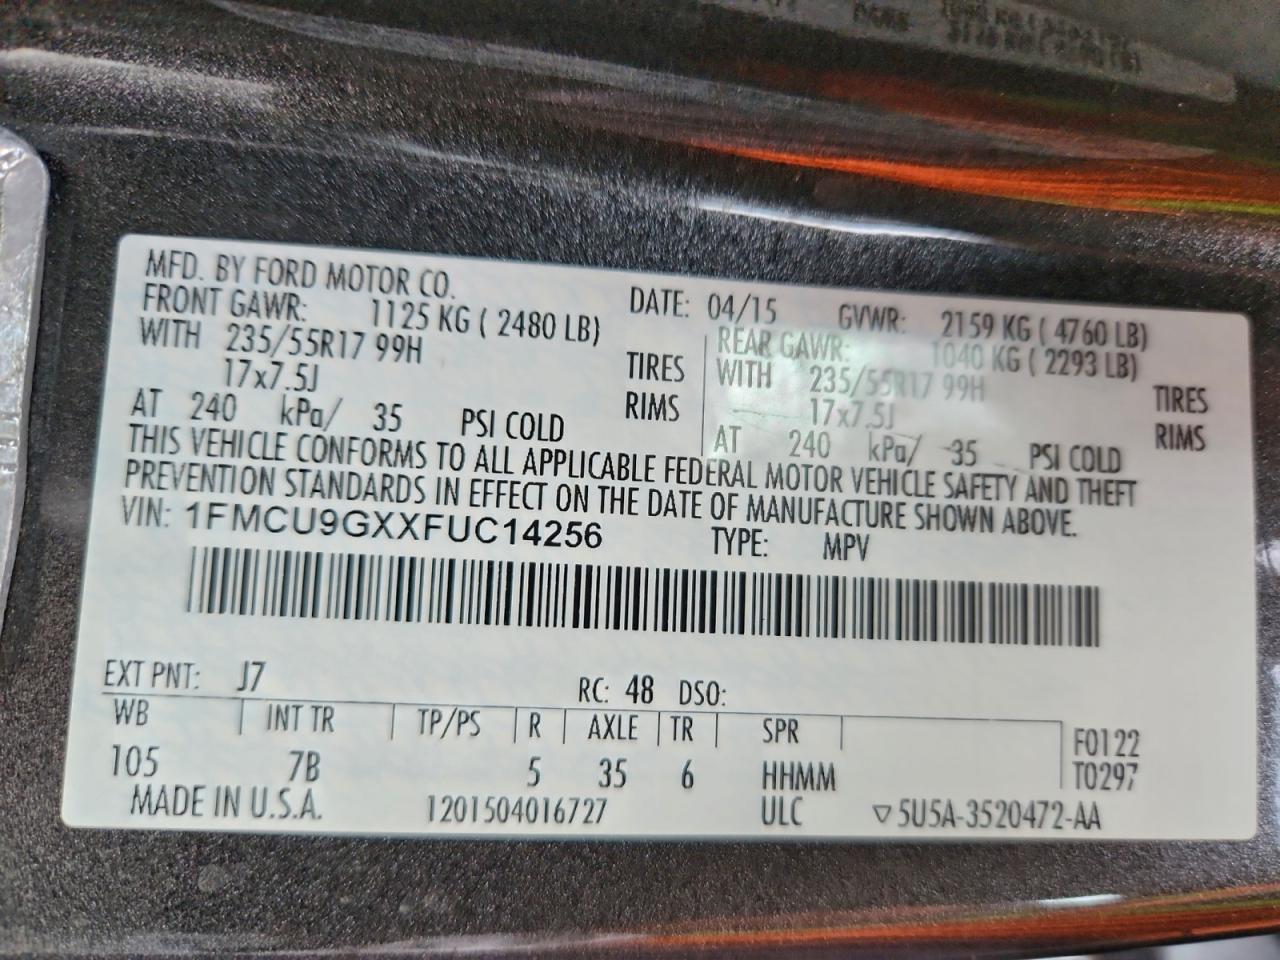 MFD. BY FORD MOTOR CO.
DATE: 04/15 GVWR: 2159 KG ( 4760 LB)
FRONT GAWR: 1125 KG ( 2480 LB)
WITH 235/55R17 99H TIRES
17x7.5J RIMS
AT 240 kPa/ 35 PSI COLD
REAR GAWR: 1040 KG ( 2293 LB)
WITH 235/55R17 99H TIRES
17x7.5J RIMS
AT 240 kPa/ 35 PSI COLD
THIS VEHICLE CONFORMS TO ALL APPLICABLE FEDERAL MOTOR VEHICLE SAFETY AND THEFT
PREVENTION STANDARDS IN EFFECT ON THE DATE OF MANUFACTURE SHOWN ABOVE.
VIN: 1FMCU9GXXFUC14256 TYPE: MPV
EXT PNT: J7 RC: 48 DSO:
WB INT TR TP/PS R AXLE TR SPR F0122
105 7B 5 35 6 HHMM T0297
MADE IN U.S.A. 1201504016727 ULC ▽5U5A-3520472-AA